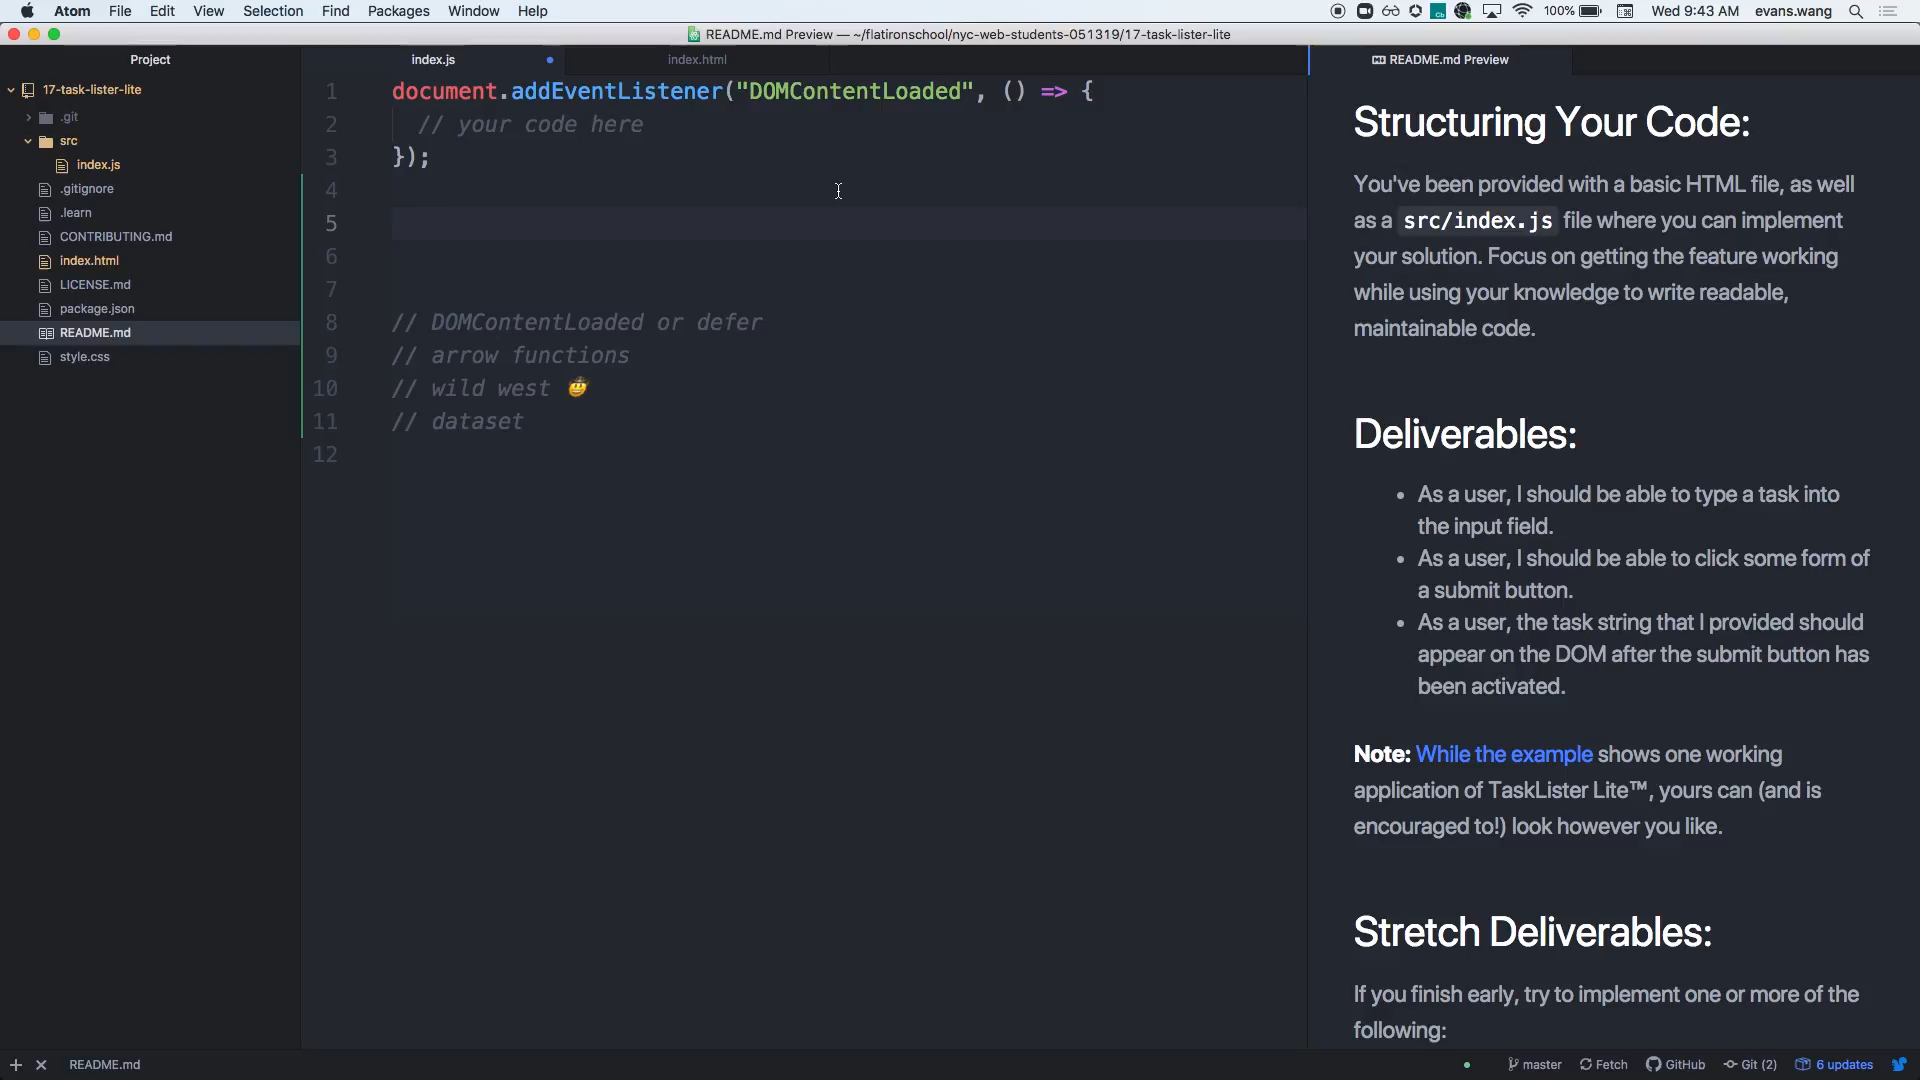 Atom File Edit View Selection Find Packages Window Help
100% Wed 9:43 AM evans.wang
README.md Preview — ~/flatironschool/nyc-web-students-051319/17-task-lister-lite
Project
17-task-lister-lite
.git
src
index.js
.gitignore
.learn
CONTRIBUTING.md
index.html
LICENSE.md
package.json
README.md
style.css
index.js
index.html
1 document.addEventListener("DOMContentLoaded", () => {
2 // your code here
3 });
4
5
6
7
8 // DOMContentLoaded or defer
9 // arrow functions
10 // wild west 🤠
11 // dataset
12
README.md Preview
Structuring Your Code:
You've been provided with a basic HTML file, as well
as a src/index.js file where you can implement
your solution. Focus on getting the feature working
while using your knowledge to write readable,
maintainable code.
Deliverables:
• As a user, I should be able to type a task into
the input field.
• As a user, I should be able to click some form of
a submit button.
• As a user, the task string that I provided should
appear on the DOM after the submit button has
been activated.
Note: While the example shows one working
application of TaskLister Lite™, yours can (and is
encouraged to!) look however you like.
Stretch Deliverables:
If you finish early, try to implement one or more of the
following:
README.md
master Fetch GitHub Git (2) 6 updates